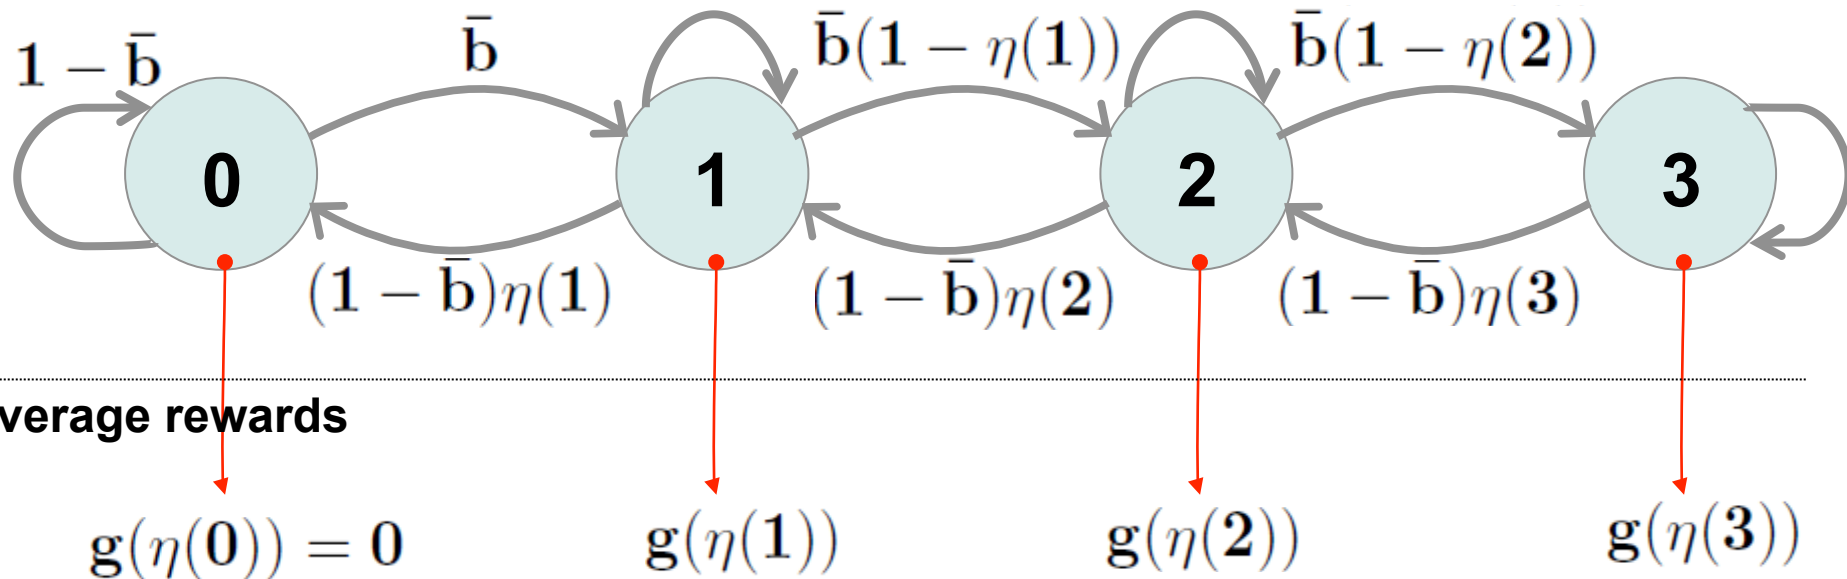 1 − b̄
b̄
b̄(1 − η(1))
b̄(1 − η(2))
0
1
2
3
(1 − b̄)η(1)
(1 − b̄)η(2)
(1 − b̄)η(3)
verage rewards
g(η(0)) = 0
g(η(1))
g(η(2))
g(η(3))